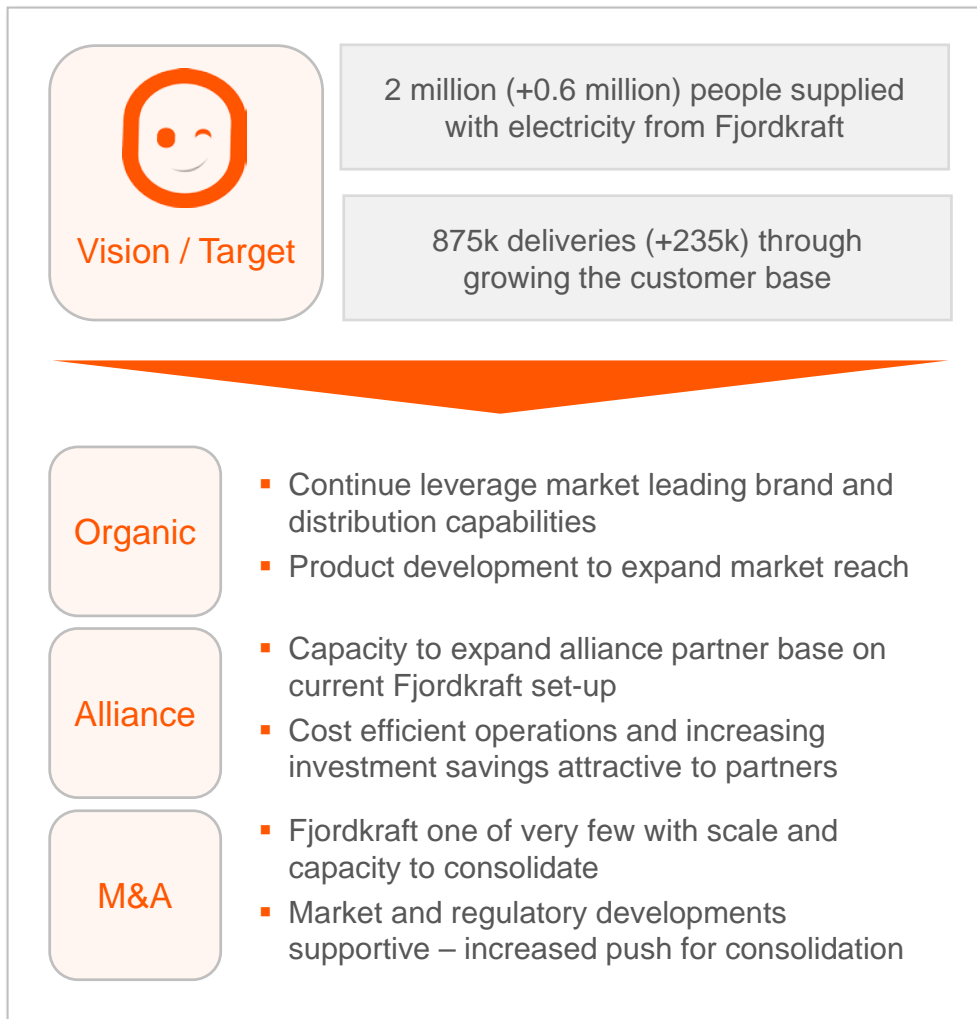 Vision / Target
2 million (+0.6 million) people supplied
with electricity from Fjordkraft
875k deliveries (+235k) through
growing the customer base
Organic
▪ Continue leverage market leading brand and
distribution capabilities
▪ Product development to expand market reach
Alliance
▪ Capacity to expand alliance partner base on
current Fjordkraft set-up
▪ Cost efficient operations and increasing
investment savings attractive to partners
M&A
▪ Fjordkraft one of very few with scale and
capacity to consolidate
▪ Market and regulatory developments
supportive – increased push for consolidation